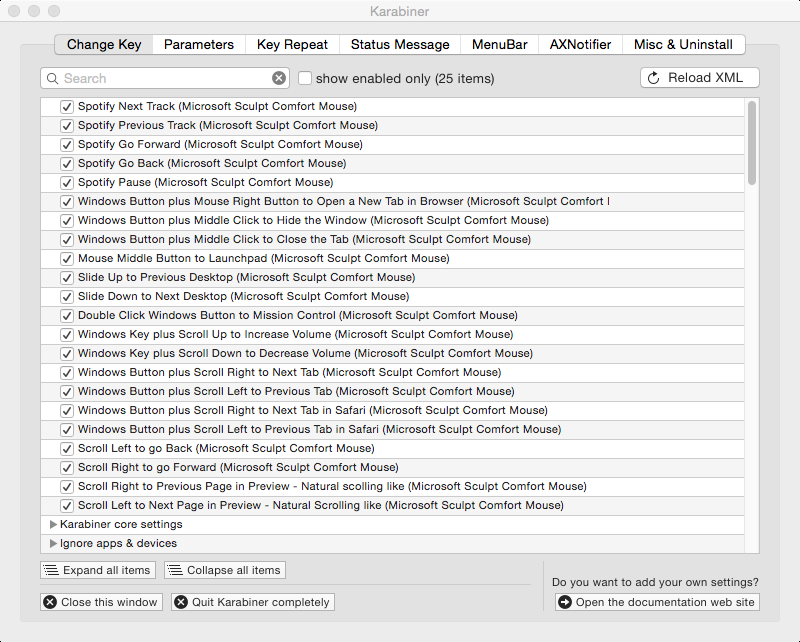 Karabiner
Change Key Parameters Key Repeat Status Message MenuBar AXNotifier Misc & Uninstall
Search show enabled only (25 items) Reload XML
Spotify Next Track (Microsoft Sculpt Comfort Mouse)
Spotify Previous Track (Microsoft Sculpt Comfort Mouse)
Spotify Go Forward (Microsoft Sculpt Comfort Mouse)
Spotify Go Back (Microsoft Sculpt Comfort Mouse)
Spotify Pause (Microsoft Sculpt Comfort Mouse)
Windows Button plus Mouse Right Button to Open a New Tab in Browser (Microsoft Sculpt Comfort
Windows Button plus Middle Click to Hide the Window (Microsoft Sculpt Comfort Mouse)
Windows Button plus Middle Click to Close the Tab (Microsoft Sculpt Comfort Mouse)
Mouse Middle Button to Launchpad (Microsoft Sculpt Comfort Mouse)
Slide Up to Previous Desktop (Microsoft Sculpt Comfort Mouse)
Slide Down to Next Desktop (Microsoft Sculpt Comfort Mouse)
Double Click Windows Button to Mission Control (Microsoft Sculpt Comfort Mouse)
Windows Key plus Scroll Up to Increase Volume (Microsoft Sculpt Comfort Mouse)
Windows Key plus Scroll Down to Decrease Volume (Microsoft Sculpt Comfort Mouse)
Windows Button plus Scroll Right to Next Tab (Microsoft Sculpt Comfort Mouse)
Windows Button plus Scroll Left to Previous Tab (Microsoft Sculpt Comfort Mouse)
Windows Button plus Scroll Right to Next Tab in Safari (Microsoft Sculpt Comfort Mouse)
Windows Button plus Scroll Left to Previous Tab in Safari (Microsoft Sculpt Comfort Mouse)
Scroll Left to go Back (Microsoft Sculpt Comfort Mouse)
Scroll Right to go Forward (Microsoft Sculpt Comfort Mouse)
Scroll Right to Previous Page in Preview - Natural scolling like (Microsoft Sculpt Comfort Mouse)
Scroll Left to Next Page in Preview - Natural Scrolling like (Microsoft Sculpt Comfort Mouse)
Karabiner core settings
Ignore apps & devices
Expand all items Collapse all items
Do you want to add your own settings?
Close this window Quit Karabiner completely Open the documentation web site